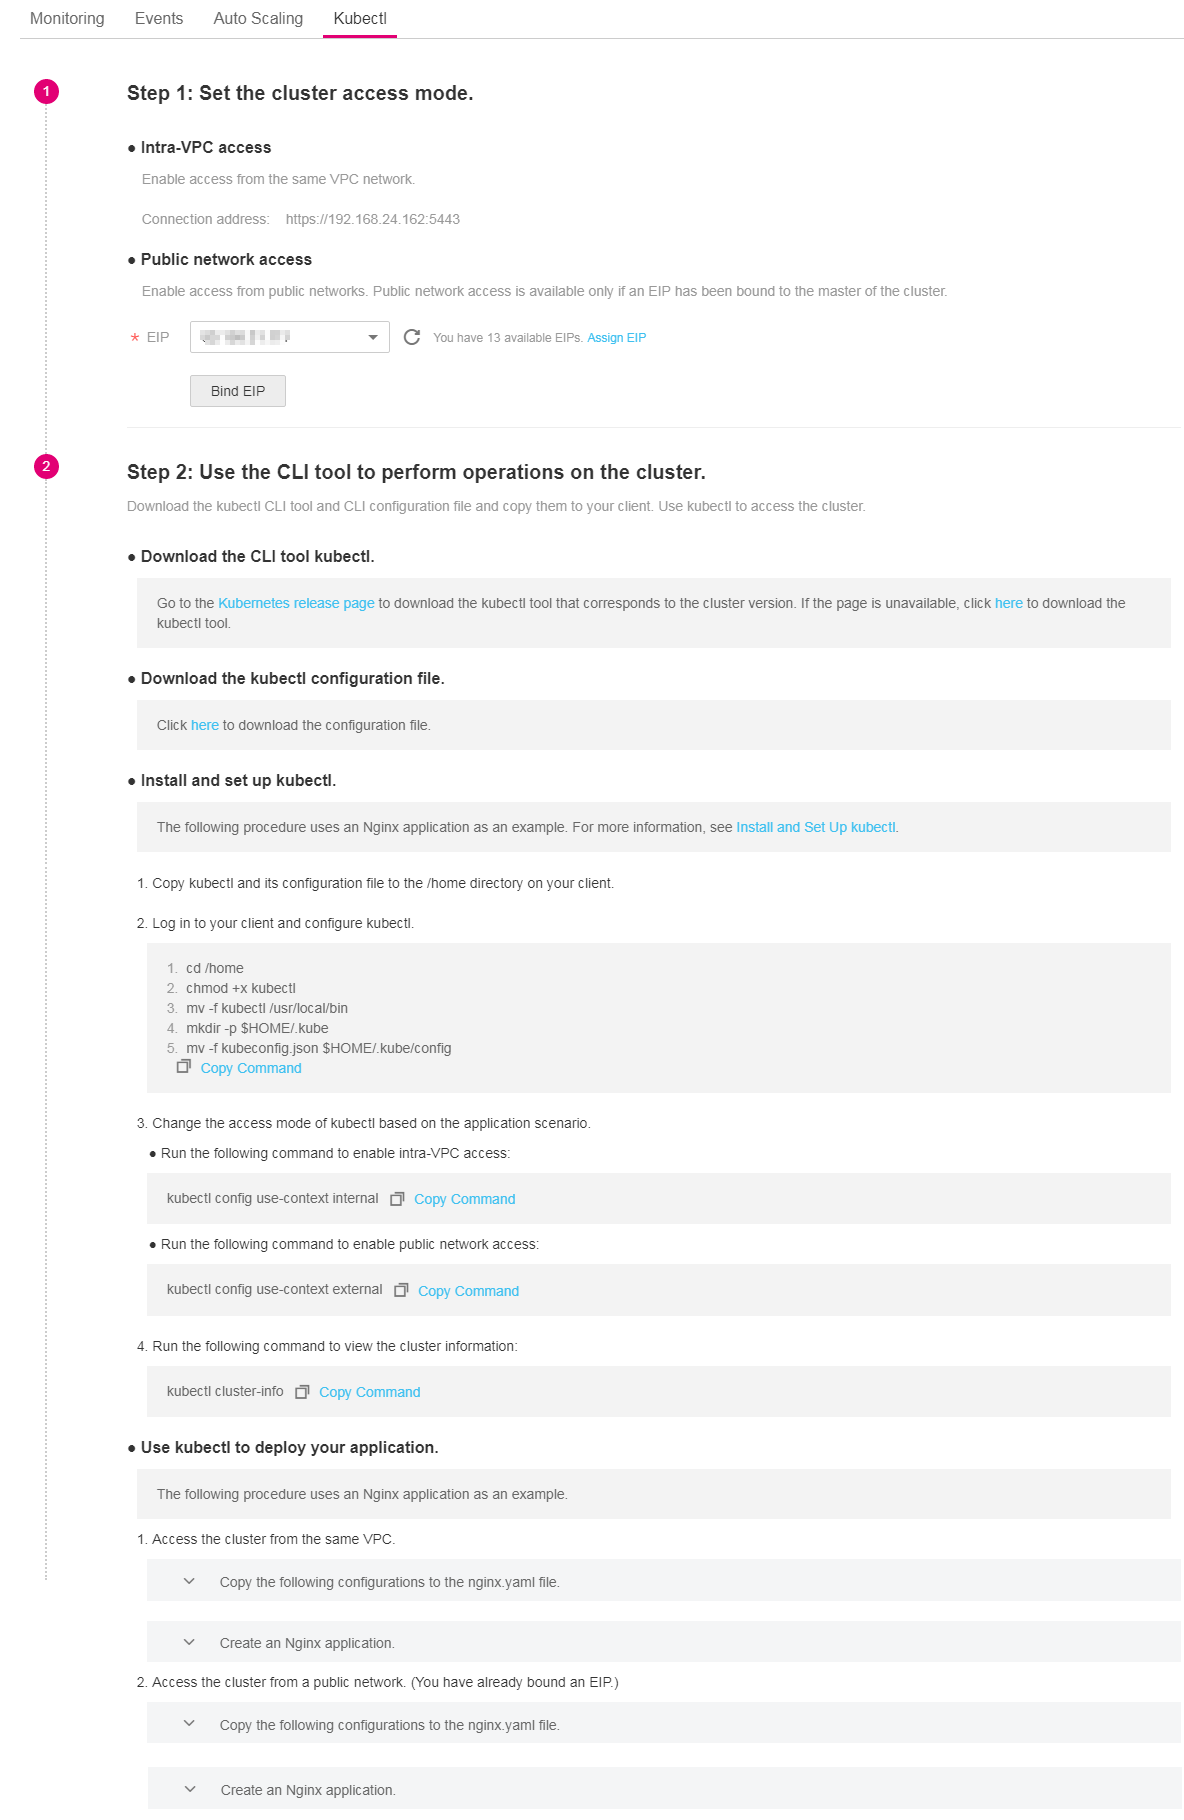 Monitoring Events Auto Scaling Kubectl
1 Step 1: Set the cluster access mode.
● Intra-VPC access
Enable access from the same VPC network.
Connection address: https://192.168.24.162:5443
● Public network access
Enable access from public networks. Public network access is available only if an EIP has been bound to the master of the cluster.
* EIP You have 13 available EIPs. Assign EIP
Bind EIP
2 Step 2: Use the CLI tool to perform operations on the cluster.
Download the kubectl CLI tool and CLI configuration file and copy them to your client. Use kubectl to access the cluster.
● Download the CLI tool kubectl.
Go to the Kubernetes release page to download the kubectl tool that corresponds to the cluster version. If the page is unavailable, click here to download the
kubectl tool.
● Download the kubectl configuration file.
Click here to download the configuration file.
● Install and set up kubectl.
The following procedure uses an Nginx application as an example. For more information, see Install and Set Up kubectl.
1. Copy kubectl and its configuration file to the /home directory on your client.
2. Log in to your client and configure kubectl.
1. cd /home
2. chmod +x kubectl
3. mv -f kubectl /usr/local/bin
4. mkdir -p $HOME/.kube
5. mv -f kubeconfig.json $HOME/.kube/config
Copy Command
3. Change the access mode of kubectl based on the application scenario.
● Run the following command to enable intra-VPC access:
kubectl config use-context internal Copy Command
● Run the following command to enable public network access:
kubectl config use-context external Copy Command
4. Run the following command to view the cluster information:
kubectl cluster-info Copy Command
● Use kubectl to deploy your application.
The following procedure uses an Nginx application as an example.
1. Access the cluster from the same VPC.
Copy the following configurations to the nginx.yaml file.
Create an Nginx application.
2. Access the cluster from a public network. (You have already bound an EIP.)
Copy the following configurations to the nginx.yaml file.
Create an Nginx application.